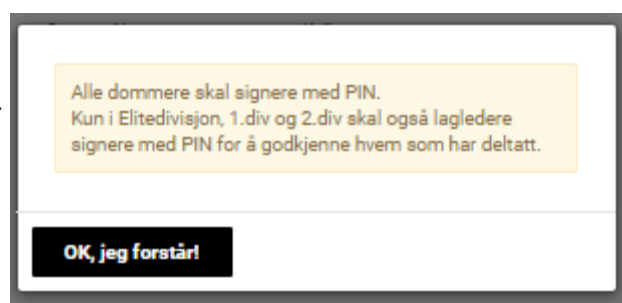 Alle dommere skal signere med PIN.
Kun i Elitedivisjon, 1.div og 2.div skal også lagledere
signere med PIN for å godkjenne hvem som har deltatt.
OK, jeg forstår!